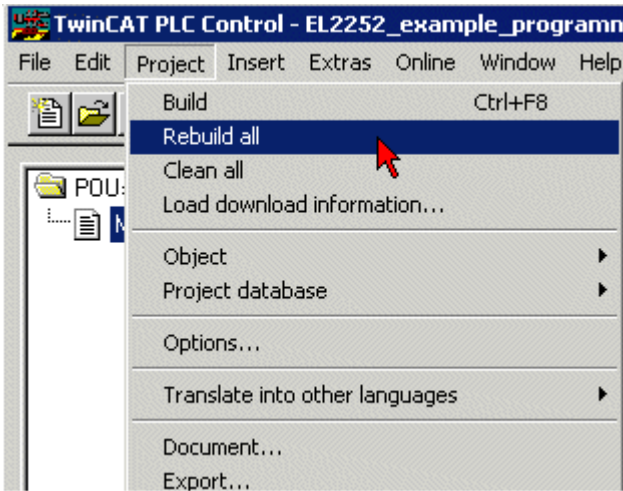 TwinCAT PLC Control - EL2252_example_programm
File Edit Project Insert Extras Online Window Help
Build Ctrl+F8
Rebuild all
Clean all
POU
Load download information...
Object
Project database
Options...
Translate into other languages
Document...
Export...